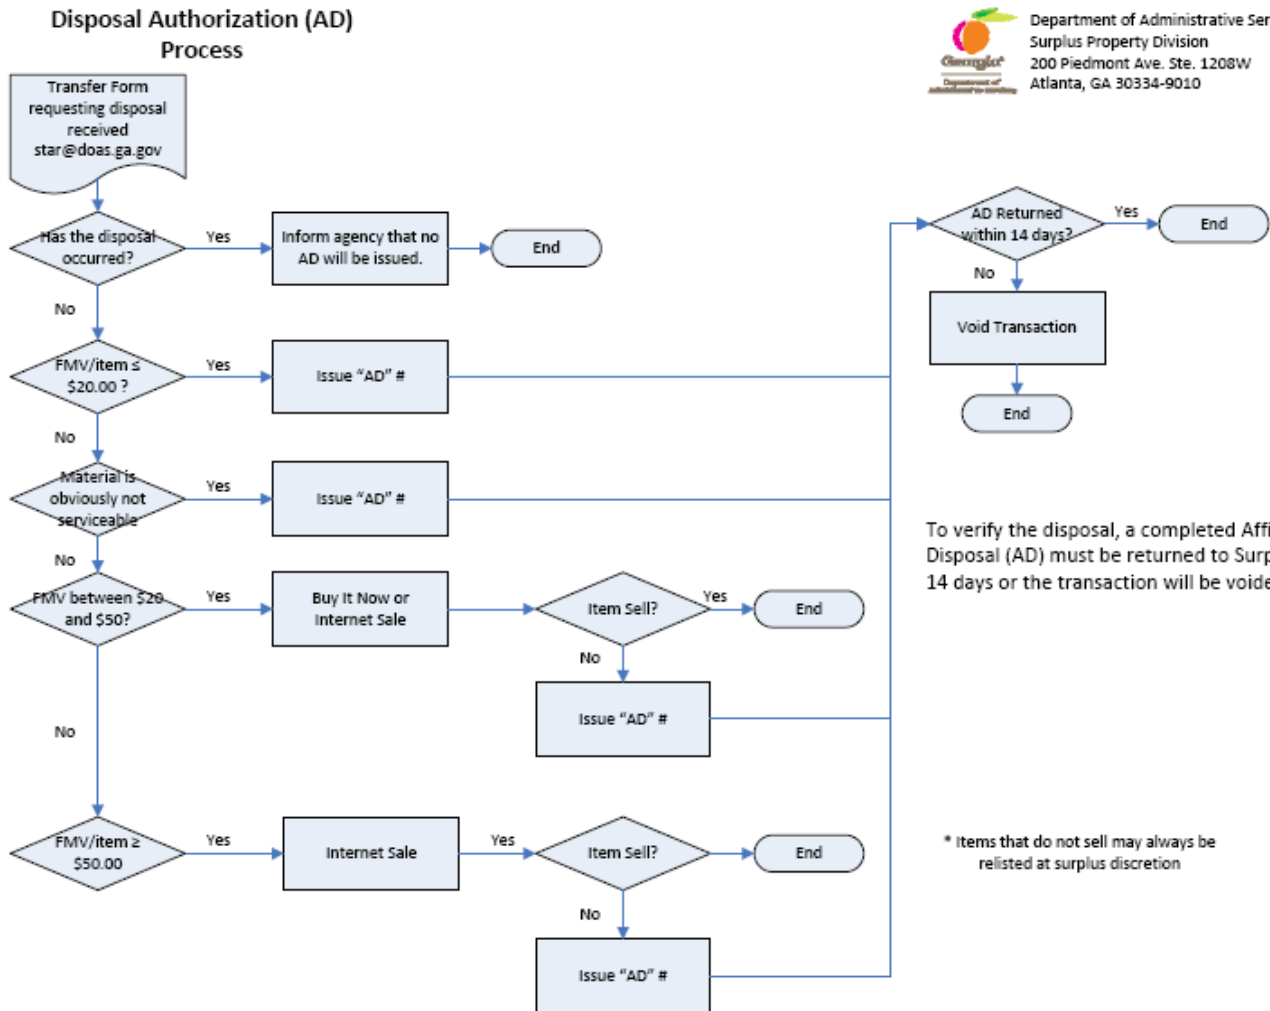 Disposal Authorization (AD)
Process
Georgia
Department of Administrative Ser
Surplus Property Division
200 Piedmont Ave. Ste. 1208W
Atlanta, GA 30334-9010
Transfer Form
requesting disposal
received
star@doas.ga.gov
Has the disposal
occurred?
Yes
Inform agency that no
AD will be issued.
End
AD Returned
within 14 days?
Yes
End
No
Void Transaction
End
No
FMV/item ≤
$20.00 ?
Yes
Issue “AD” #
No
Material is
obviously not
serviceable
Yes
Issue “AD” #
No
FMV between $20
and $50?
Yes
Buy It Now or
Internet Sale
Item Sell?
Yes
End
No
Issue “AD” #
To verify the disposal, a completed Affi
Disposal (AD) must be returned to Surp
14 days or the transaction will be voide
No
FMV/item ≥
$50.00
Yes
Internet Sale
Yes
Item Sell?
End
No
Issue “AD” #
* Items that do not sell may always be
relisted at surplus discretion